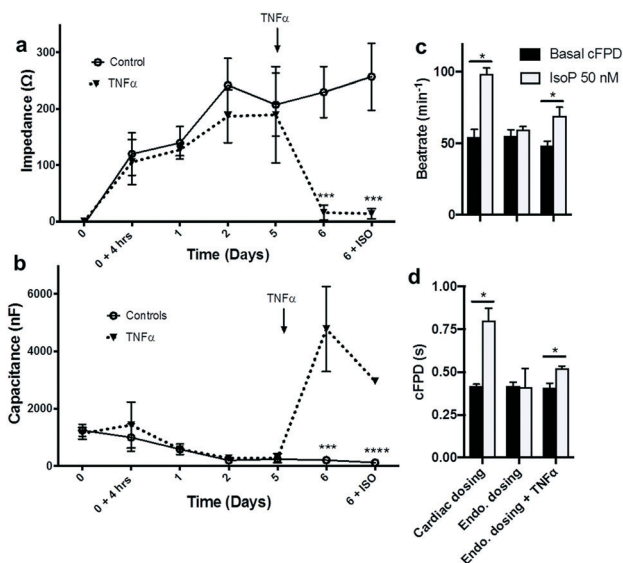 a
TNFα
Control
TNFα
Impedance (Ω)
300
200
100
0
***
***
0
0 + 4 hrs
1
2
5
6
6 + ISO
Time (Days)
b
TNFα
Controls
TNFα
Capacitance (nF)
6000
4000
2000
0
***
****
0
0 + 4 hrs
1
2
5
6
6 + ISO
Time (Days)
c
Basal cFPD
IsoP 50 nM
Beatrate (min⁻¹)
100
50
0
*
*
d
cFPD (s)
1.00
0.75
0.50
0.25
0.00
*
*
Cardiac dosing
Endo. dosing
Endo. dosing + TNFα